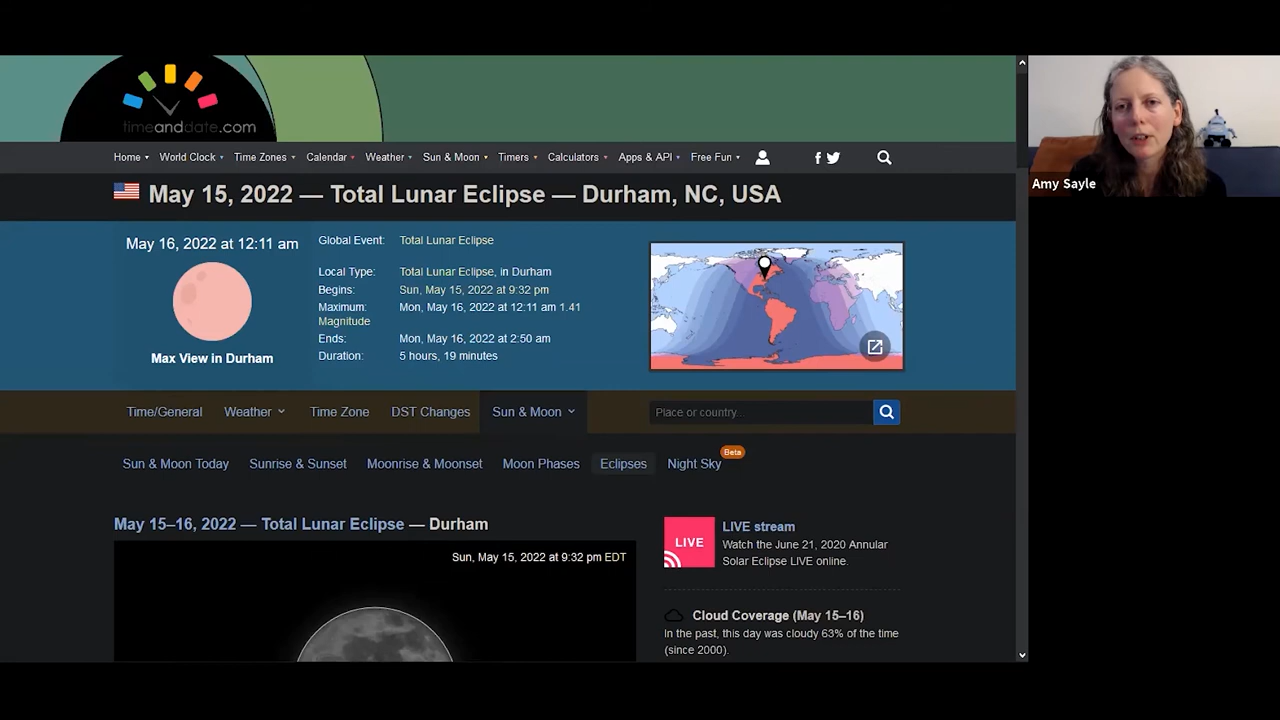 timeanddate.com
Home World Clock Time Zones Calendar Weather Sun & Moon Timers Calculators Apps & API Free Fun
May 15, 2022 — Total Lunar Eclipse — Durham, NC, USA
May 16, 2022 at 12:11 am
Max View in Durham
Global Event: Total Lunar Eclipse
Local Type: Total Lunar Eclipse, in Durham
Begins: Sun, May 15, 2022 at 9:32 pm
Maximum: Mon, May 16, 2022 at 12:11 am 1.41
Magnitude
Ends: Mon, May 16, 2022 at 2:50 am
Duration: 5 hours, 19 minutes
Time/General Weather Time Zone DST Changes Sun & Moon Place or country...
Sun & Moon Today Sunrise & Sunset Moonrise & Moonset Moon Phases Eclipses Night Sky Beta
May 15–16, 2022 — Total Lunar Eclipse — Durham
Sun, May 15, 2022 at 9:32 pm EDT
LIVE
LIVE stream
Watch the June 21, 2020 Annular
Solar Eclipse LIVE online.
Cloud Coverage (May 15–16)
In the past, this day was cloudy 63% of the time
(since 2000).
Amy Sayle